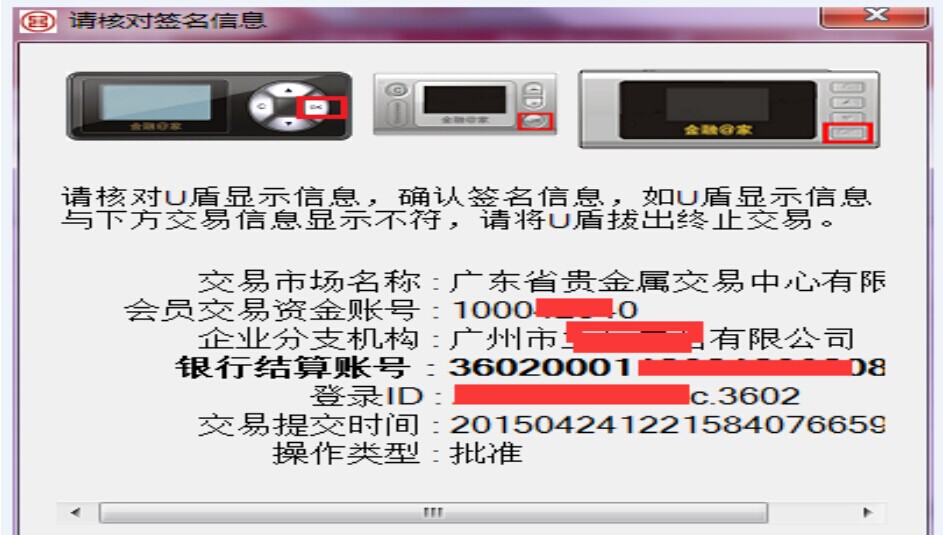 请核对签名信息
金融@家
OK
金融@家
C
金融@家
请核对U盾显示信息，确认签名信息，如U盾显示信息
与下方交易信息显示不符，请将U盾拔出终止交易。
交易市场名称：广东省贵金属交易中心有限
会员交易资金账号：1000 0
企业分支机构：广州市 有限公司
银行结算账号：36020001 08
登录ID： c.3602
交易提交时间：201504241221584076659
操作类型：批准